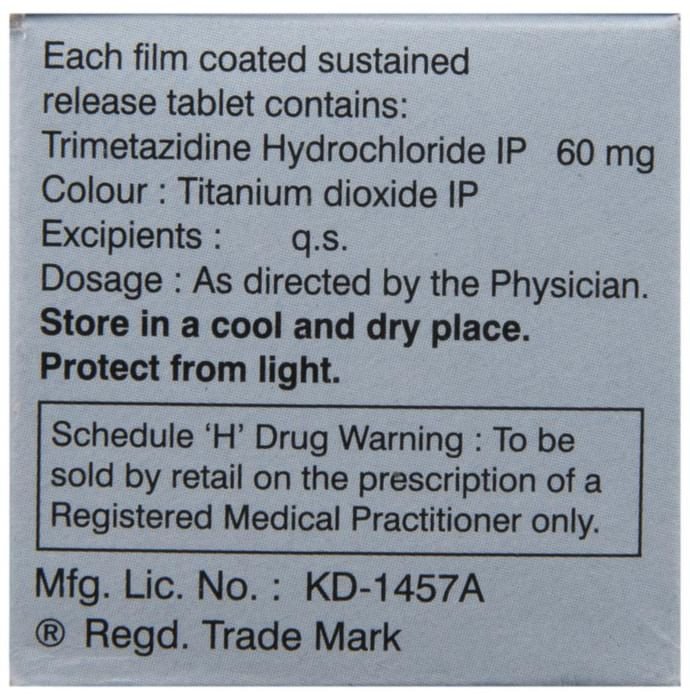 Each film coated sustained
release tablet contains:
Trimetazidine Hydrochloride IP 60 mg
Colour : Titanium dioxide IP
Excipients : q.s.
Dosage : As directed by the Physician.
Store in a cool and dry place.
Protect from light.
Schedule ‘H’ Drug Warning : To be
sold by retail on the prescription of a
Registered Medical Practitioner only.
Mfg. Lic. No. : KD-1457A
® Regd. Trade Mark